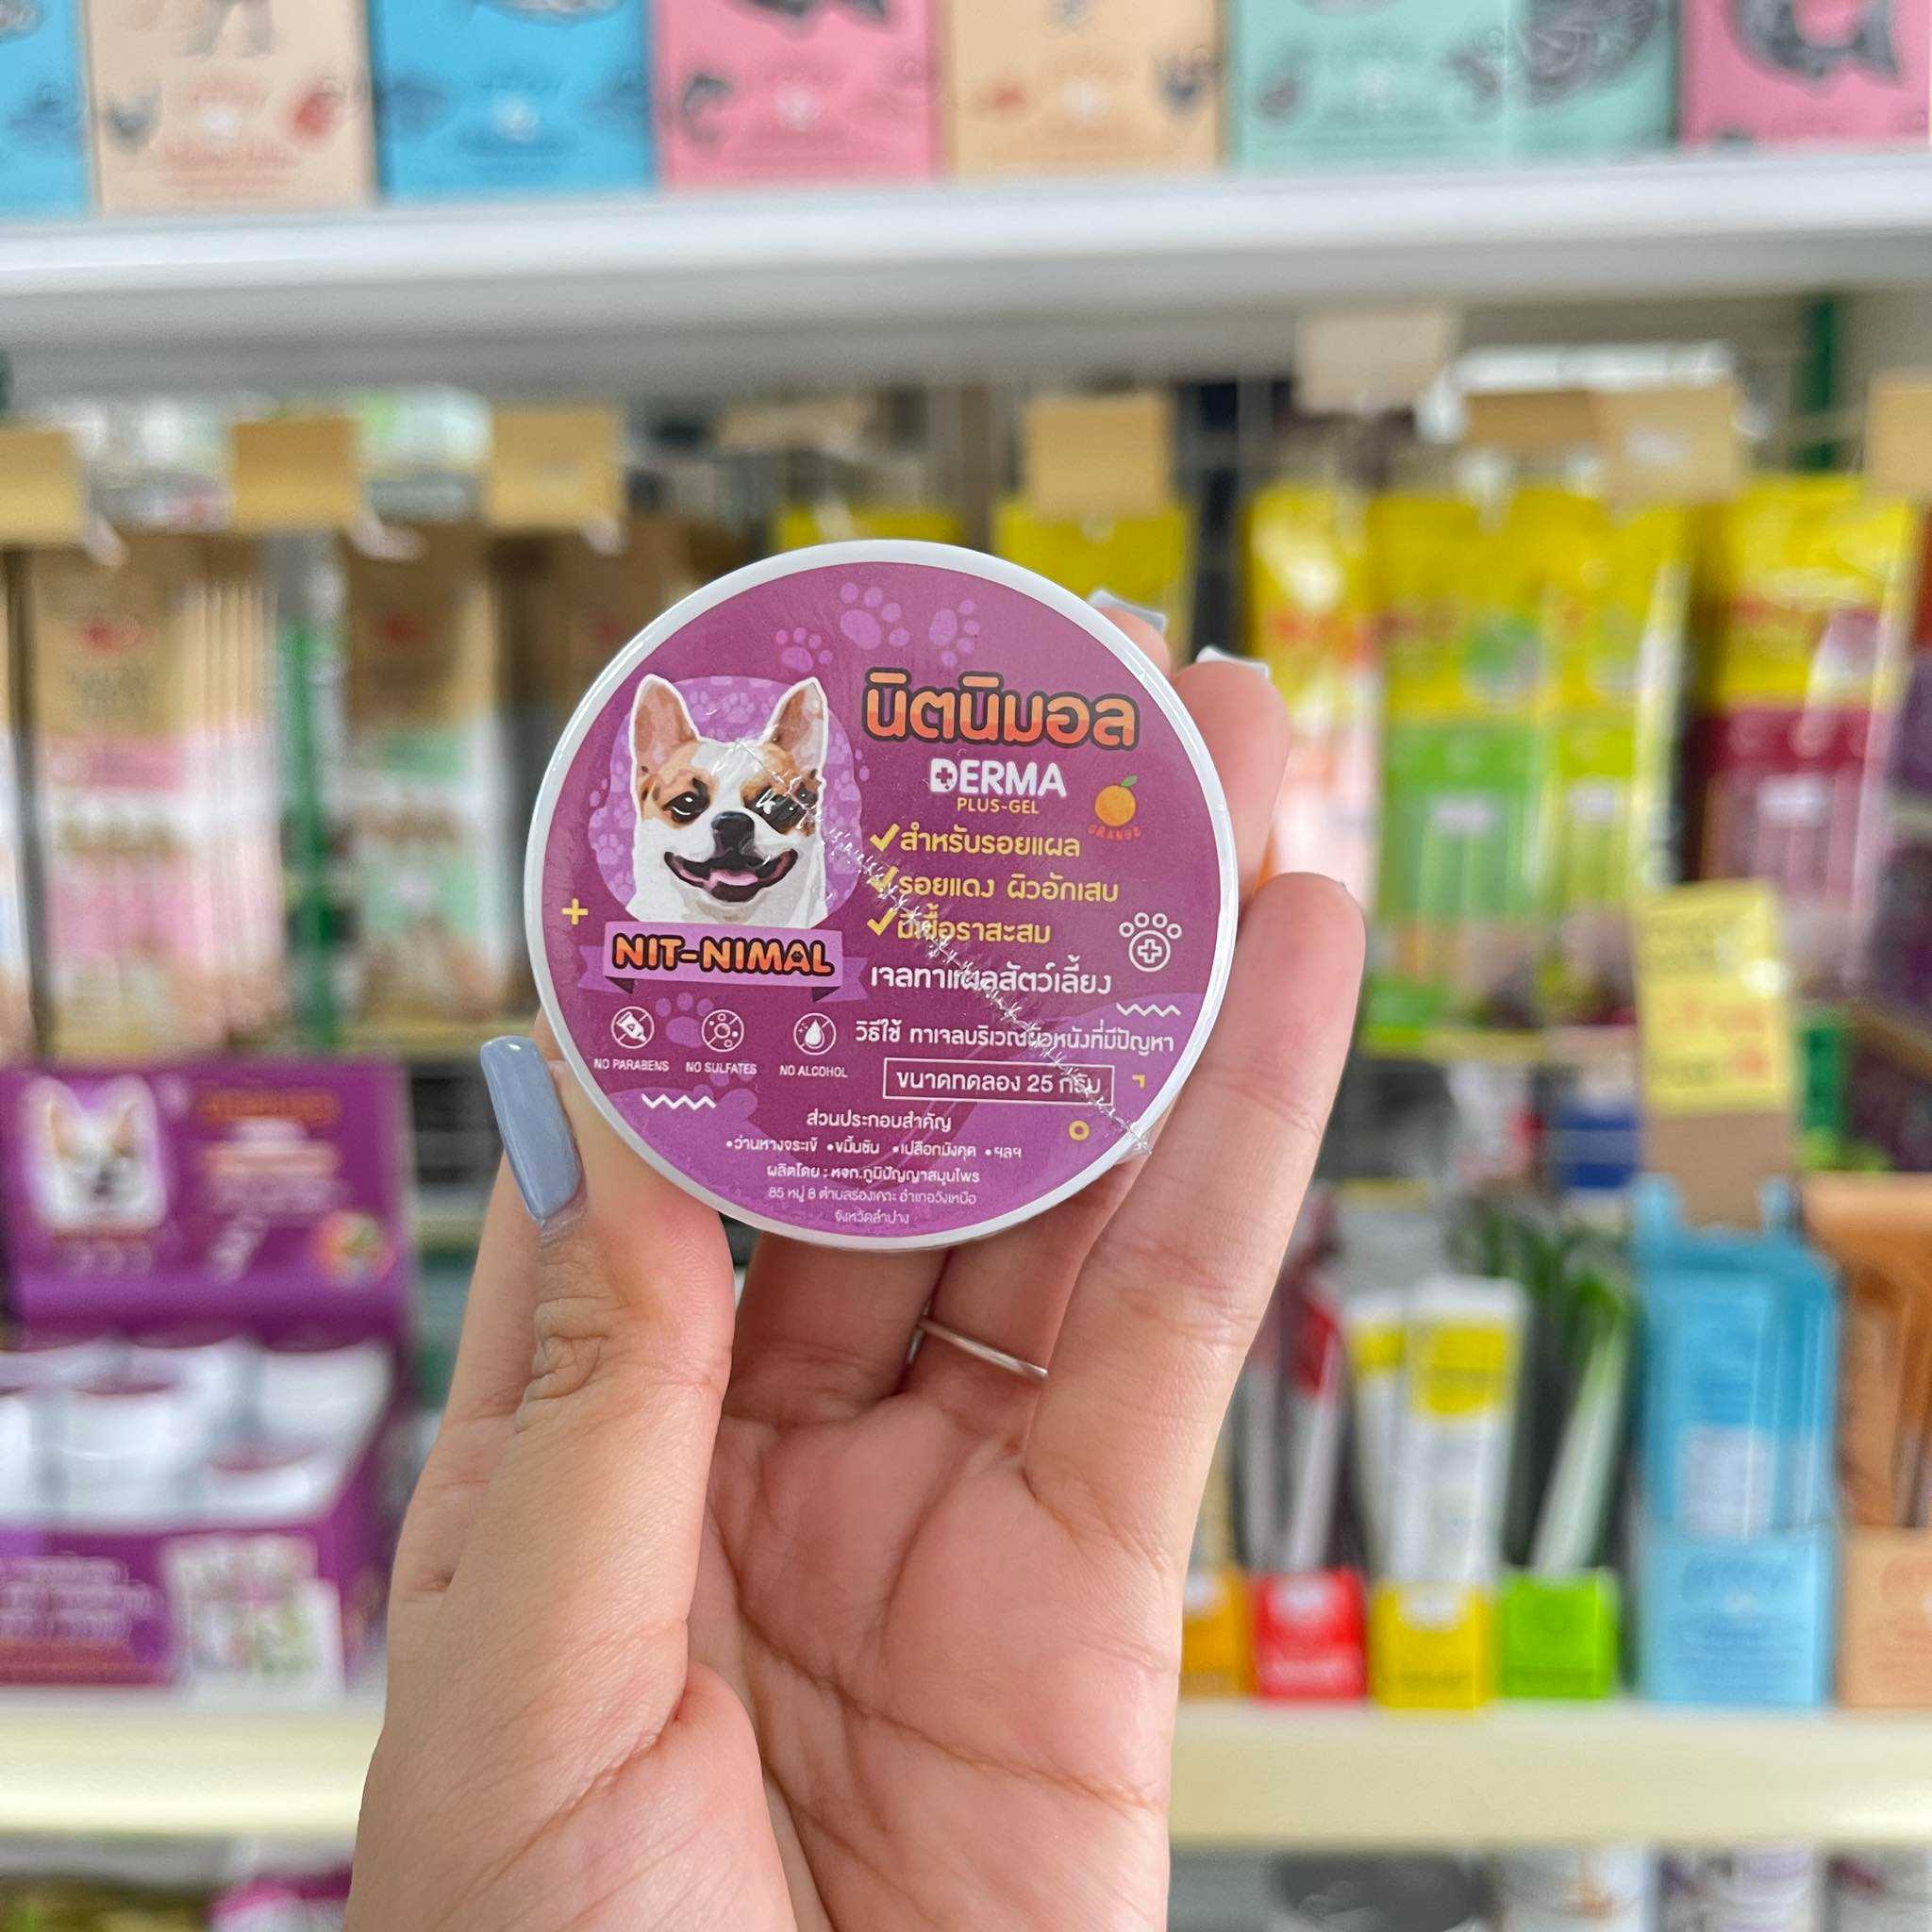 นิตนิมอล
DERMA
PLUS-GEL
ORANGE
สำหรับรอยแผล
รอยแดง ผิวอักเสบ
มีเชื้อราสะสม
NIT-NIMAL
เจลทาแผลสัตว์เลี้ยง
วิธีใช้ ทาเจลบริเวณผิวหนังที่มีปัญหา
NO PARABENS NO SULFATES NO ALCOHOL
ขนาดทดลอง 25 กรัม
ส่วนประกอบสำคัญ
•ว่านหางจระเข้ •ขมิ้นชัน •เปลือกมังคุด •ฯลฯ
ผลิตโดย : หจก.ภูมิปัญญาสมุนไพร
85 หมู่ 8 ตำบลร่องเคาะ อำเภอวังเหนือ
จังหวัดลำปาง